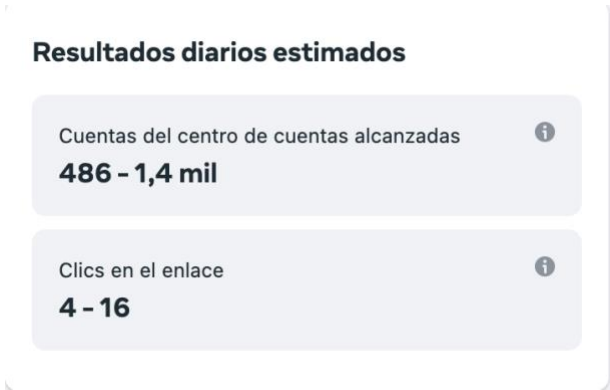 Resultados diarios estimados
Cuentas del centro de cuentas alcanzadas
486 - 1,4 mil
Clics en el enlace
4 - 16